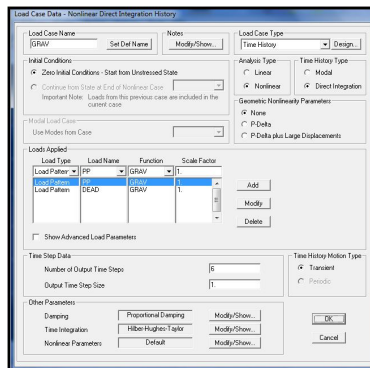 Load Case Data - Nonlinear Direct Integration History
Load Case Name
GRAV
Set Def Name
Notes
Modify/Show...
Load Case Type
Time History
Design...
Initial Conditions
Zero Initial Conditions - Start from Unstressed State
Continue from State at End of Nonlinear Case
Important Note: Loads from this previous case are included in the
current case
Analysis Type
Linear
Nonlinear
Time History Type
Modal
Direct Integration
Geometric Nonlinearity Parameters
None
P-Delta
P-Delta plus Large Displacements
Modal Load Case
Use Modes from Case
Loads Applied
Load Type Load Name Function Scale Factor
Load Pattern PP GRAV 1.
Load Pattern PP GRAV 1.
Load Pattern DEAD GRAV 1.
Add
Modify
Delete
Show Advanced Load Parameters
Time Step Data
Number of Output Time Steps 6
Output Time Step Size 1.
Time History Motion Type
Transient
Periodic
Other Parameters
Damping Proportional Damping Modify/Show...
Time Integration Hilber-Hughes-Taylor Modify/Show...
Nonlinear Parameters Default Modify/Show...
OK
Cancel